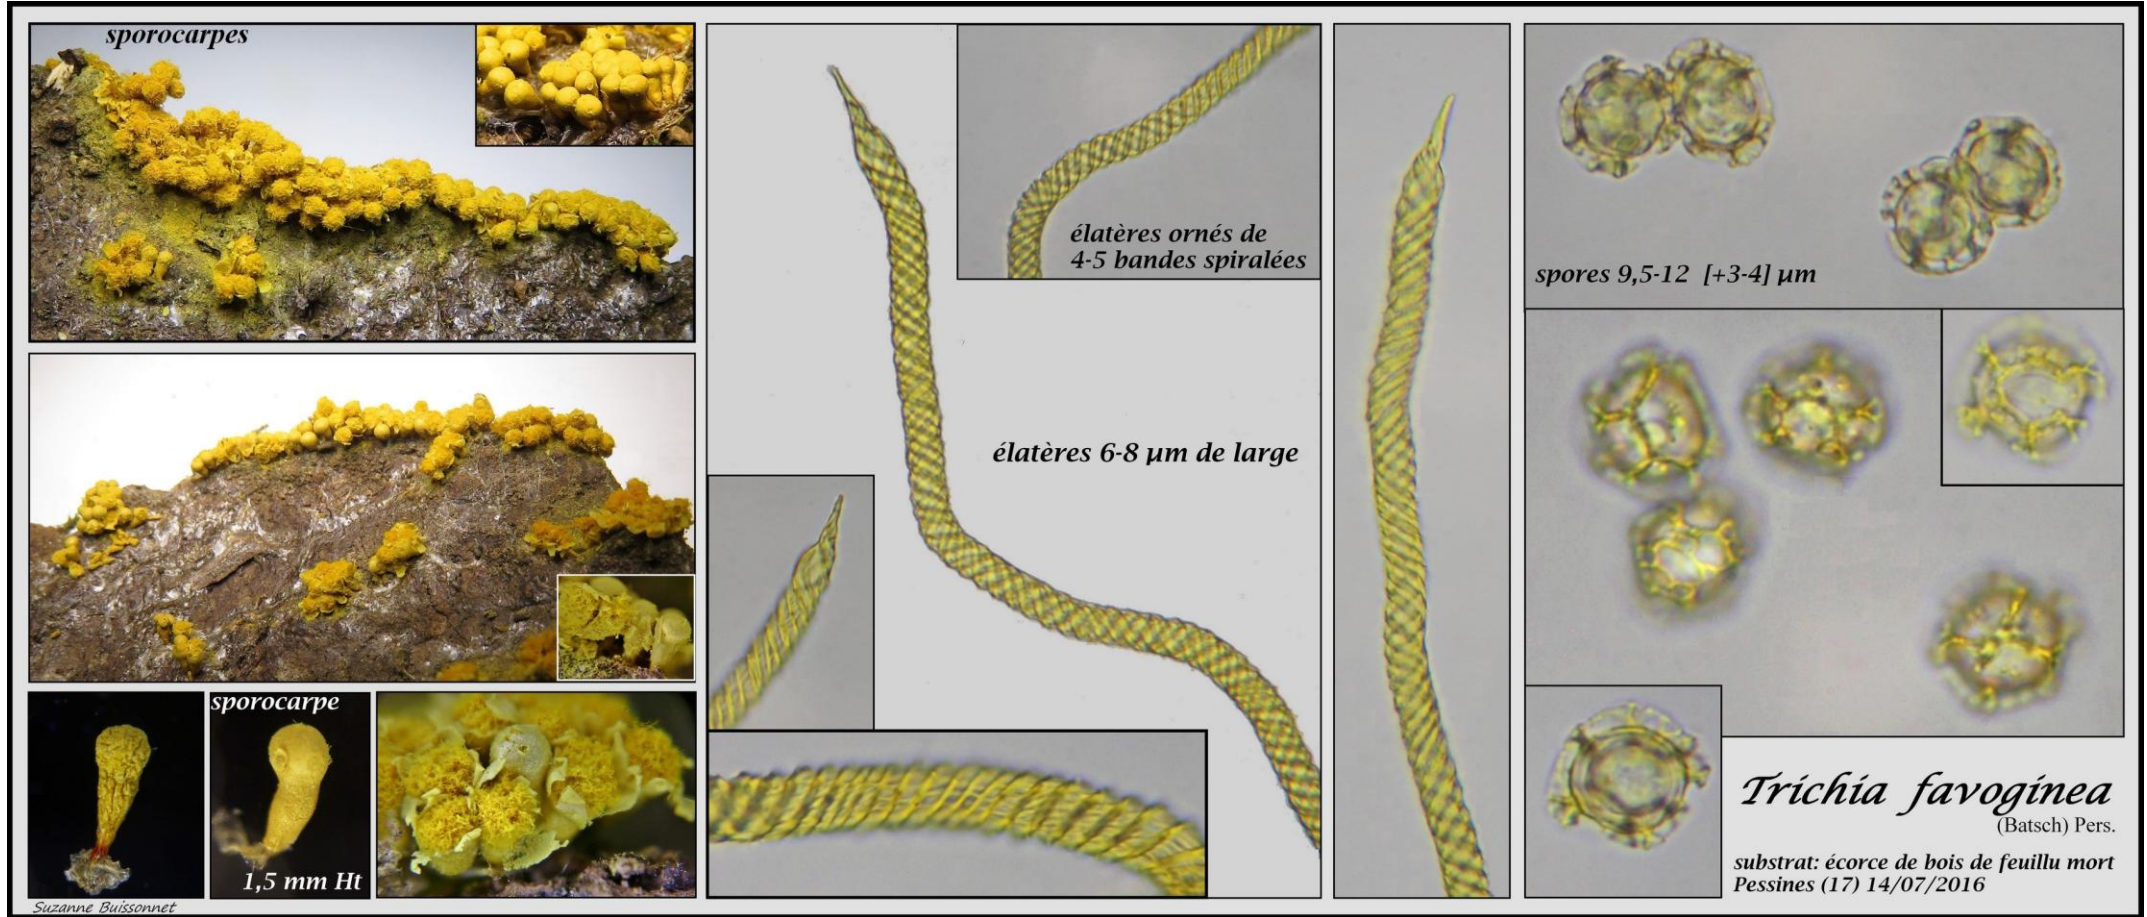 sporocarpes
sporocarpe
1,5 mm Ht
Suzanne Buissonnet
élatères ornés de
4-5 bandes spiralées
élatères 6-8 µm de large
spores 9,5-12 [+3-4] µm
Trichia favoginea
(Batsch) Pers.
substrat: écorce de bois de feuillu mort
Pessines (17) 14/07/2016